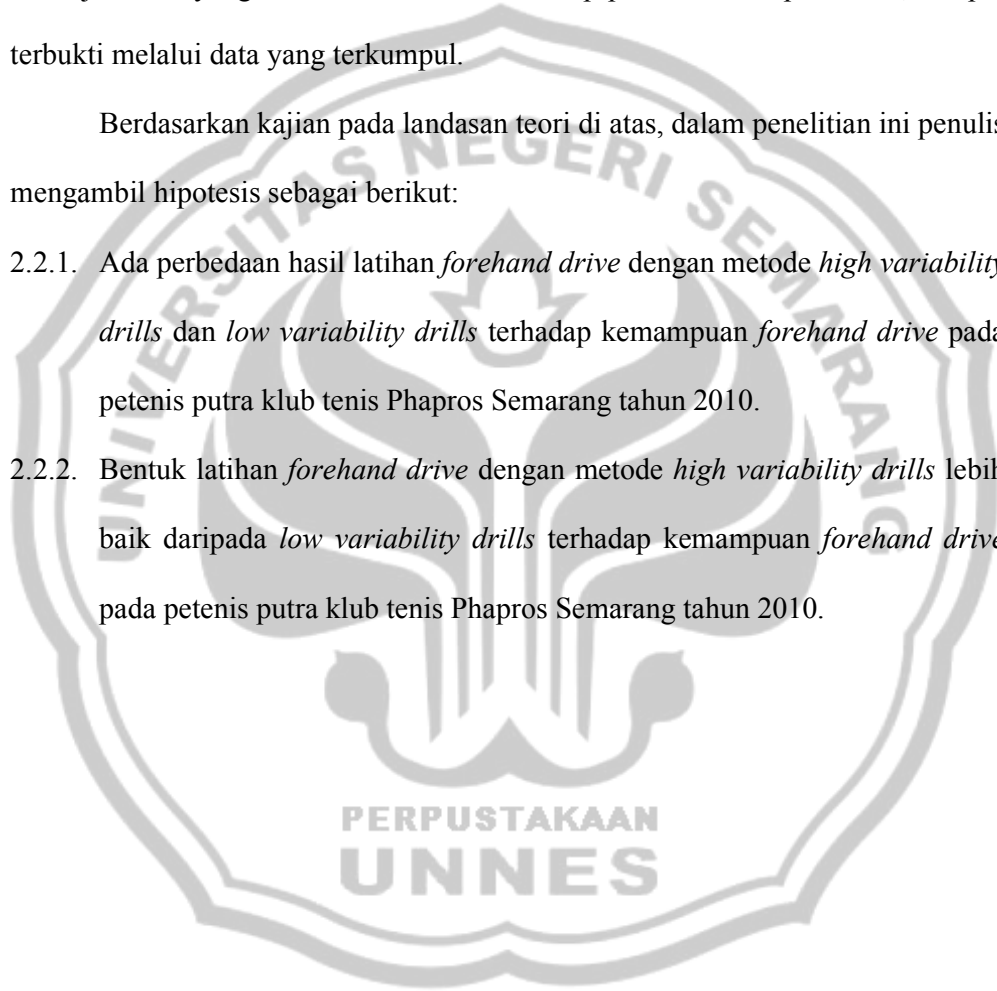 terbukti melalui data yang terkumpul.
Berdasarkan kajian pada landasan teori di atas, dalam penelitian ini penulis
mengambil hipotesis sebagai berikut:
2.2.1. Ada perbedaan hasil latihan forehand drive dengan metode high variability
drills dan low variability drills terhadap kemampuan forehand drive pada
petenis putra klub tenis Phapros Semarang tahun 2010.
2.2.2. Bentuk latihan forehand drive dengan metode high variability drills lebih
baik daripada low variability drills terhadap kemampuan forehand drive
pada petenis putra klub tenis Phapros Semarang tahun 2010.
UNIVERSITAS NEGERI SEMARANG
PERPUSTAKAAN
UNNES